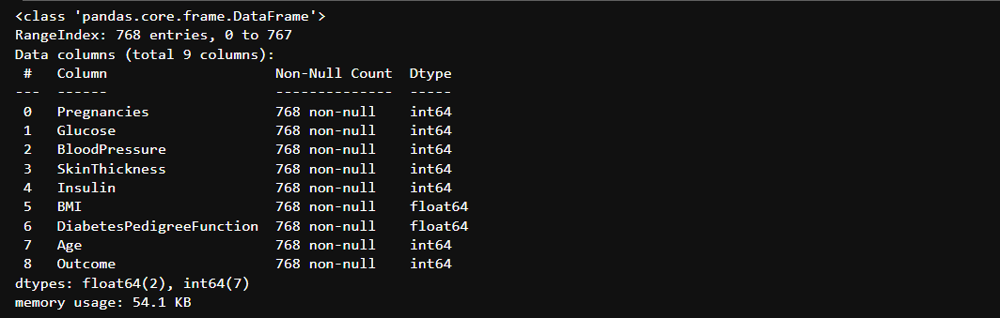 <class 'pandas.core.frame.DataFrame'>
RangeIndex: 768 entries, 0 to 767
Data columns (total 9 columns):
 #   Column                    Non-Null Count  Dtype
---  ------                    --------------  -----
 0   Pregnancies               768 non-null    int64
 1   Glucose                   768 non-null    int64
 2   BloodPressure             768 non-null    int64
 3   SkinThickness             768 non-null    int64
 4   Insulin                   768 non-null    int64
 5   BMI                       768 non-null    float64
 6   DiabetesPedigreeFunction  768 non-null    float64
 7   Age                       768 non-null    int64
 8   Outcome                   768 non-null    int64
dtypes: float64(2), int64(7)
memory usage: 54.1 KB